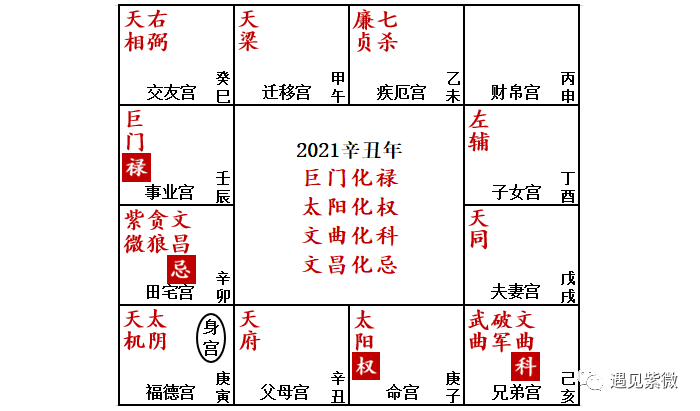 天右
相弼
交友宫
癸巳
天
梁
迁移宫
甲午
廉七
贞杀
疾厄宫
乙未
财帛宫
丙申
巨
门
禄
事业宫
壬辰
2021辛丑年
巨门化禄
太阳化权
文曲化科
文昌化忌
左
辅
子女宫
丁酉
紫贪文
微狼昌
忌
田宅宫
辛卯
天
同
夫妻宫
戊戌
天太
机阴
身宫
福德宫
庚寅
天
府
父母宫
辛丑
太
阳
权
命宫
庚子
武破文
曲军曲
科
兄弟宫
己亥
遇见紫微